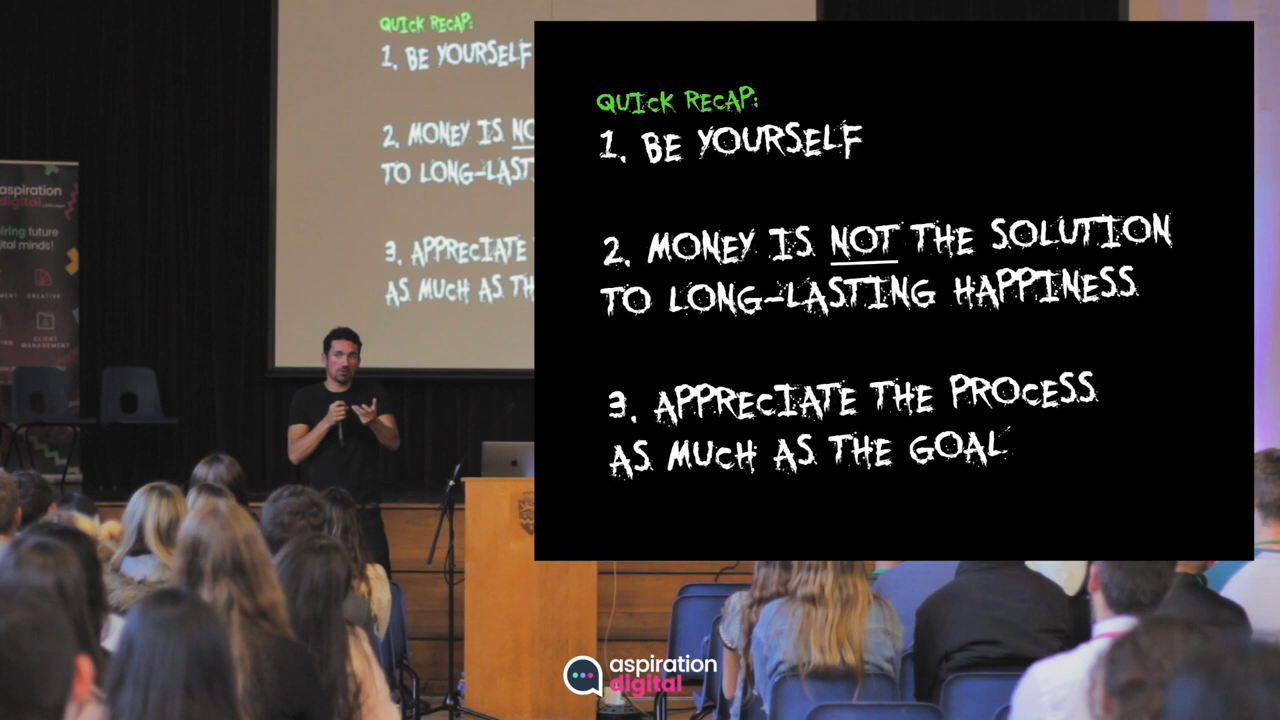 QUICK RECAP:
1. BE YOURSELF
2. MONEY IS NO
TO LONG-LAST
3. APPRECIATE
AS MUCH AS TH
QUICK RECAP:
1. BE YOURSELF
2. MONEY IS NOT THE SOLUTION
TO LONG-LASTING HAPPINESS
3. APPRECIATE THE PROCESS
AS MUCH AS THE GOAL
aspiration
digital
iring future
ital minds!
MENT CREATIVE
ING CLIENT
MANAGEMENT
aspiration
digital